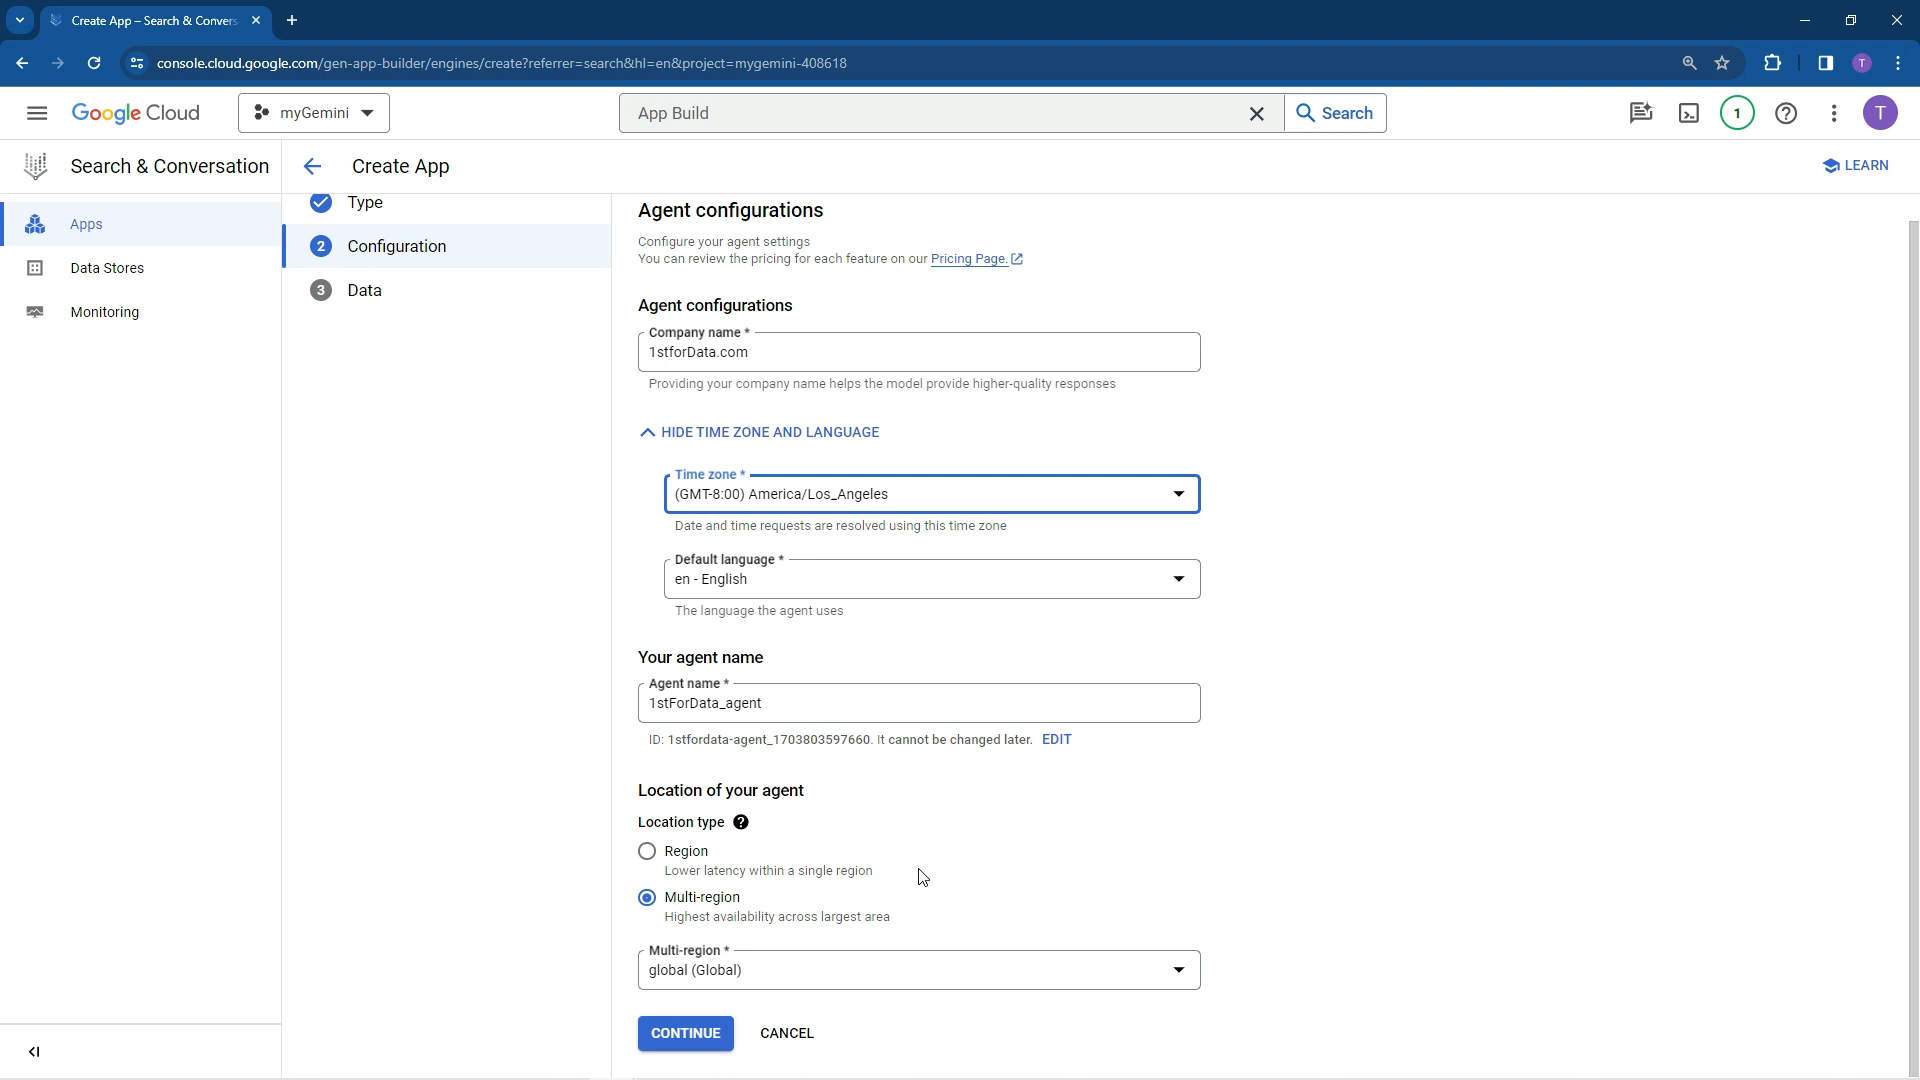 Create App – Search & Convers
console.cloud.google.com/gen-app-builder/engines/create?referrer=search&hl=en&project=mygemini-408618
T
Google Cloud
myGemini
App Build
Search
1
T
Search & Conversation
Create App
LEARN
Apps
Data Stores
Monitoring
Type
2 Configuration
3 Data
Agent configurations
Configure your agent settings
You can review the pricing for each feature on our Pricing Page.
Agent configurations
Company name *
1stforData.com
Providing your company name helps the model provide higher-quality responses
HIDE TIME ZONE AND LANGUAGE
Time zone *
(GMT-8:00) America/Los_Angeles
Date and time requests are resolved using this time zone
Default language *
en - English
The language the agent uses
Your agent name
Agent name *
1stForData_agent
ID: 1stfordata-agent_1703803597660. It cannot be changed later. EDIT
Location of your agent
Location type
Region
Lower latency within a single region
Multi-region
Highest availability across largest area
Multi-region *
global (Global)
CONTINUE
CANCEL